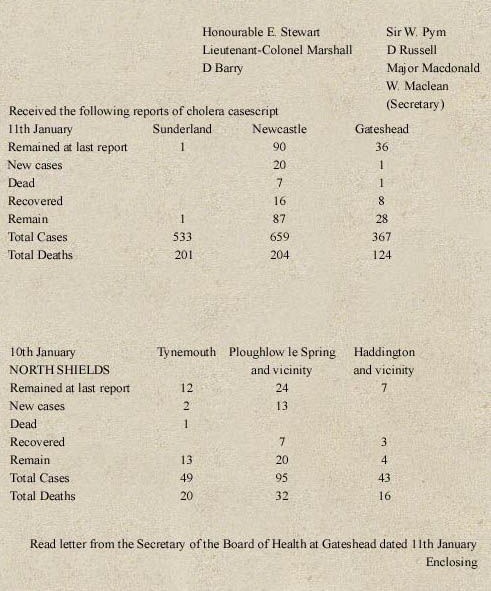 Honourable E. Stewart Sir W. Pym
Lieutenant-Colonel Marshall D Russell
D Barry Major Macdonald
W. Maclean
(Secretary)
Received the following reports of cholera casescript
11th January Sunderland Newcastle Gateshead
Remained at last report 1 90 36
New cases 20 1
Dead 7 1
Recovered 16 8
Remain 1 87 28
Total Cases 533 659 367
Total Deaths 201 204 124
10th January Tynemouth Ploughlow le Spring Haddington
NORTH SHIELDS and vicinity and vicinity
Remained at last report 12 24 7
New cases 2 13
Dead 1
Recovered 7 3
Remain 13 20 4
Total Cases 49 95 43
Total Deaths 20 32 16
Read letter from the Secretary of the Board of Health at Gateshead dated 11th January
Enclosing